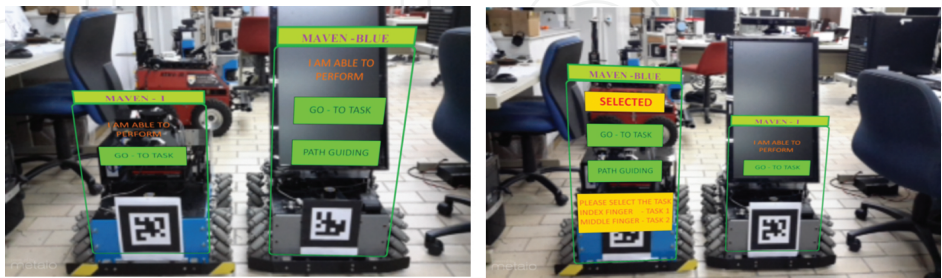 MAVEN - 1
I AM ABLE TO
PERFORM
GO - TO TASK
MAVEN -BLUE
I AM ABLE TO
PERFORM
GO - TO TASK
PATH GUIDING
metaio
MAVEN-BLUE
SELECTED
GO - TO TASK
PATH GUIDING
PLEASE SELECT THE TASK
INDEX FINGER - TASK 1
MIDDLE FINGER - TASK 2
MAVEN - 1
I AM ABLE TO
PERFORM
GO - TO TASK
metaio